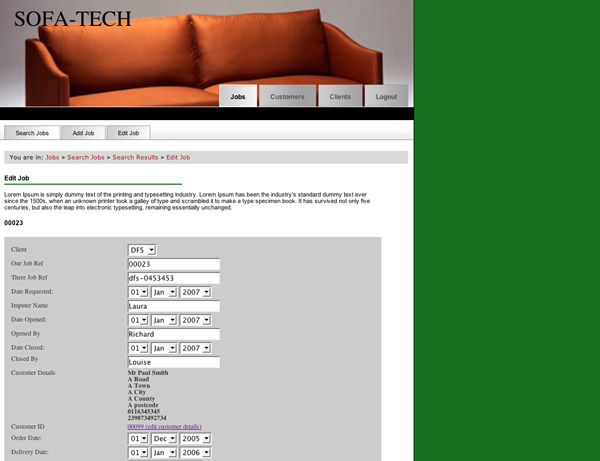 SOFA-TECH
Jobs Customers Clients Logout
Search Jobs Add Job Edit Job
You are in: Jobs » Search Jobs » Search Results » Edit Job
Edit Job
Lorem Ipsum is simply dummy text of the printing and typesetting industry. Lorem Ipsum has been the industry's standard dummy text ever
since the 1500s, when an unknown printer took a galley of type and scrambled it to make a type specimen book. It has survived not only five
centuries, but also the leap into electronic typesetting, remaining essentially unchanged.
00023
Client DFS
Our Job Ref 00023
There Job Ref dfs-0453453
Date Requested: 01 Jan 2007
Imputer Name Laura
Date Opened: 01 Jan 2007
Opened By Richard
Date Closed: 01 Jan 2007
Closed By Louise
Customer Details Mr Paul Smith
A Road
A Town
A City
A County
A postcode
0116345345
239873492734
Customer ID 00099 (edit customer details)
Order Date: 01 Dec 2005
Delivery Date: 01 Jan 2006